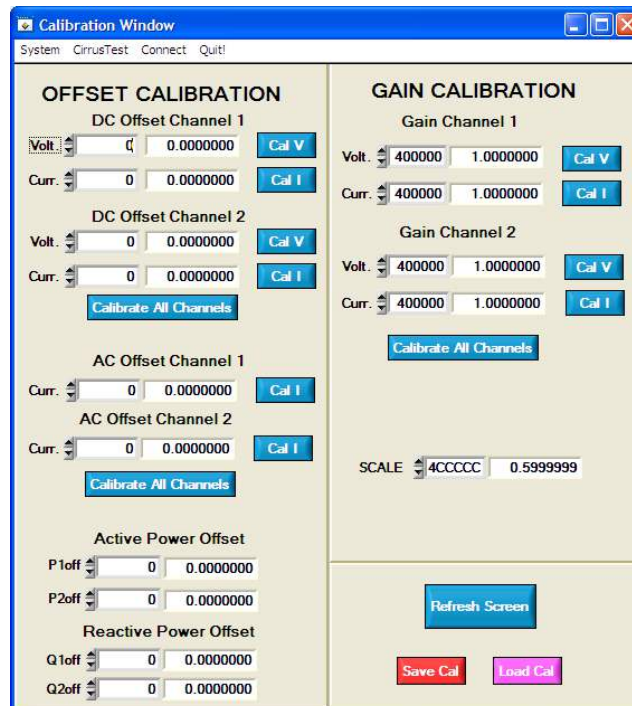 Calibration Window
System CirrusTest Connect Quit!
OFFSET CALIBRATION
DC Offset Channel 1
Volt. 0 0.0000000 Cal V
Curr. 0 0.0000000 Cal I
DC Offset Channel 2
Volt. 0 0.0000000 Cal V
Curr. 0 0.0000000 Cal I
Calibrate All Channels
AC Offset Channel 1
Curr. 0 0.0000000 Cal I
AC Offset Channel 2
Curr. 0 0.0000000 Cal I
Calibrate All Channels
Active Power Offset
P1off 0 0.0000000
P2off 0 0.0000000
Reactive Power Offset
Q1off 0 0.0000000
Q2off 0 0.0000000
GAIN CALIBRATION
Gain Channel 1
Volt. 400000 1.0000000 Cal V
Curr. 400000 1.0000000 Cal I
Gain Channel 2
Volt. 400000 1.0000000 Cal V
Curr. 400000 1.0000000 Cal I
Calibrate All Channels
SCALE 4CCCCC 0.5999999
Refresh Screen
Save Cal Load Cal